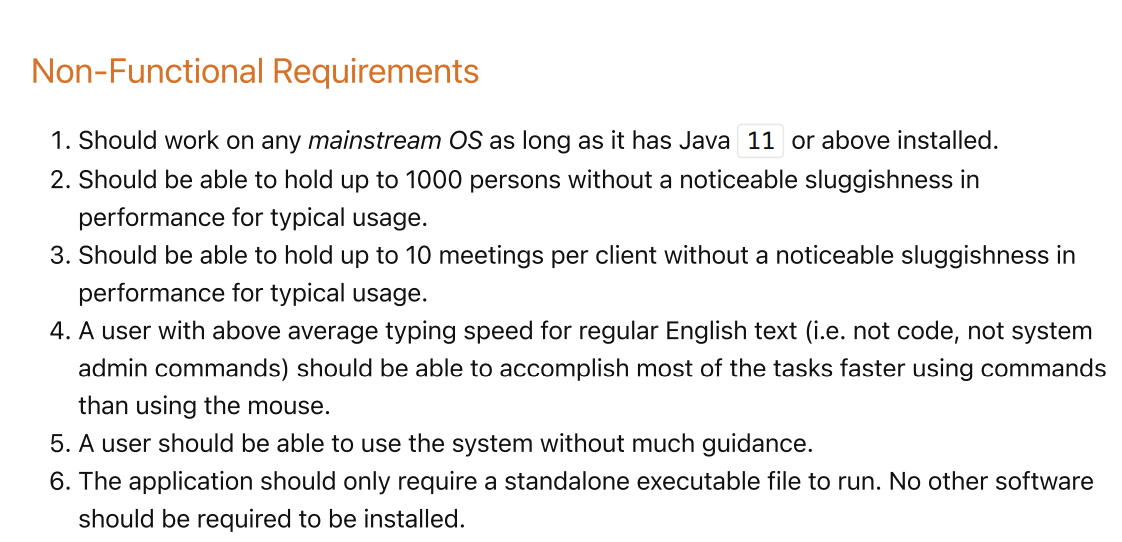 Non-Functional Requirements
1. Should work on any mainstream OS as long as it has Java 11 or above installed.
2. Should be able to hold up to 1000 persons without a noticeable sluggishness in
performance for typical usage.
3. Should be able to hold up to 10 meetings per client without a noticeable sluggishness in
performance for typical usage.
4. A user with above average typing speed for regular English text (i.e. not code, not system
admin commands) should be able to accomplish most of the tasks faster using commands
than using the mouse.
5. A user should be able to use the system without much guidance.
6. The application should only require a standalone executable file to run. No other software
should be required to be installed.